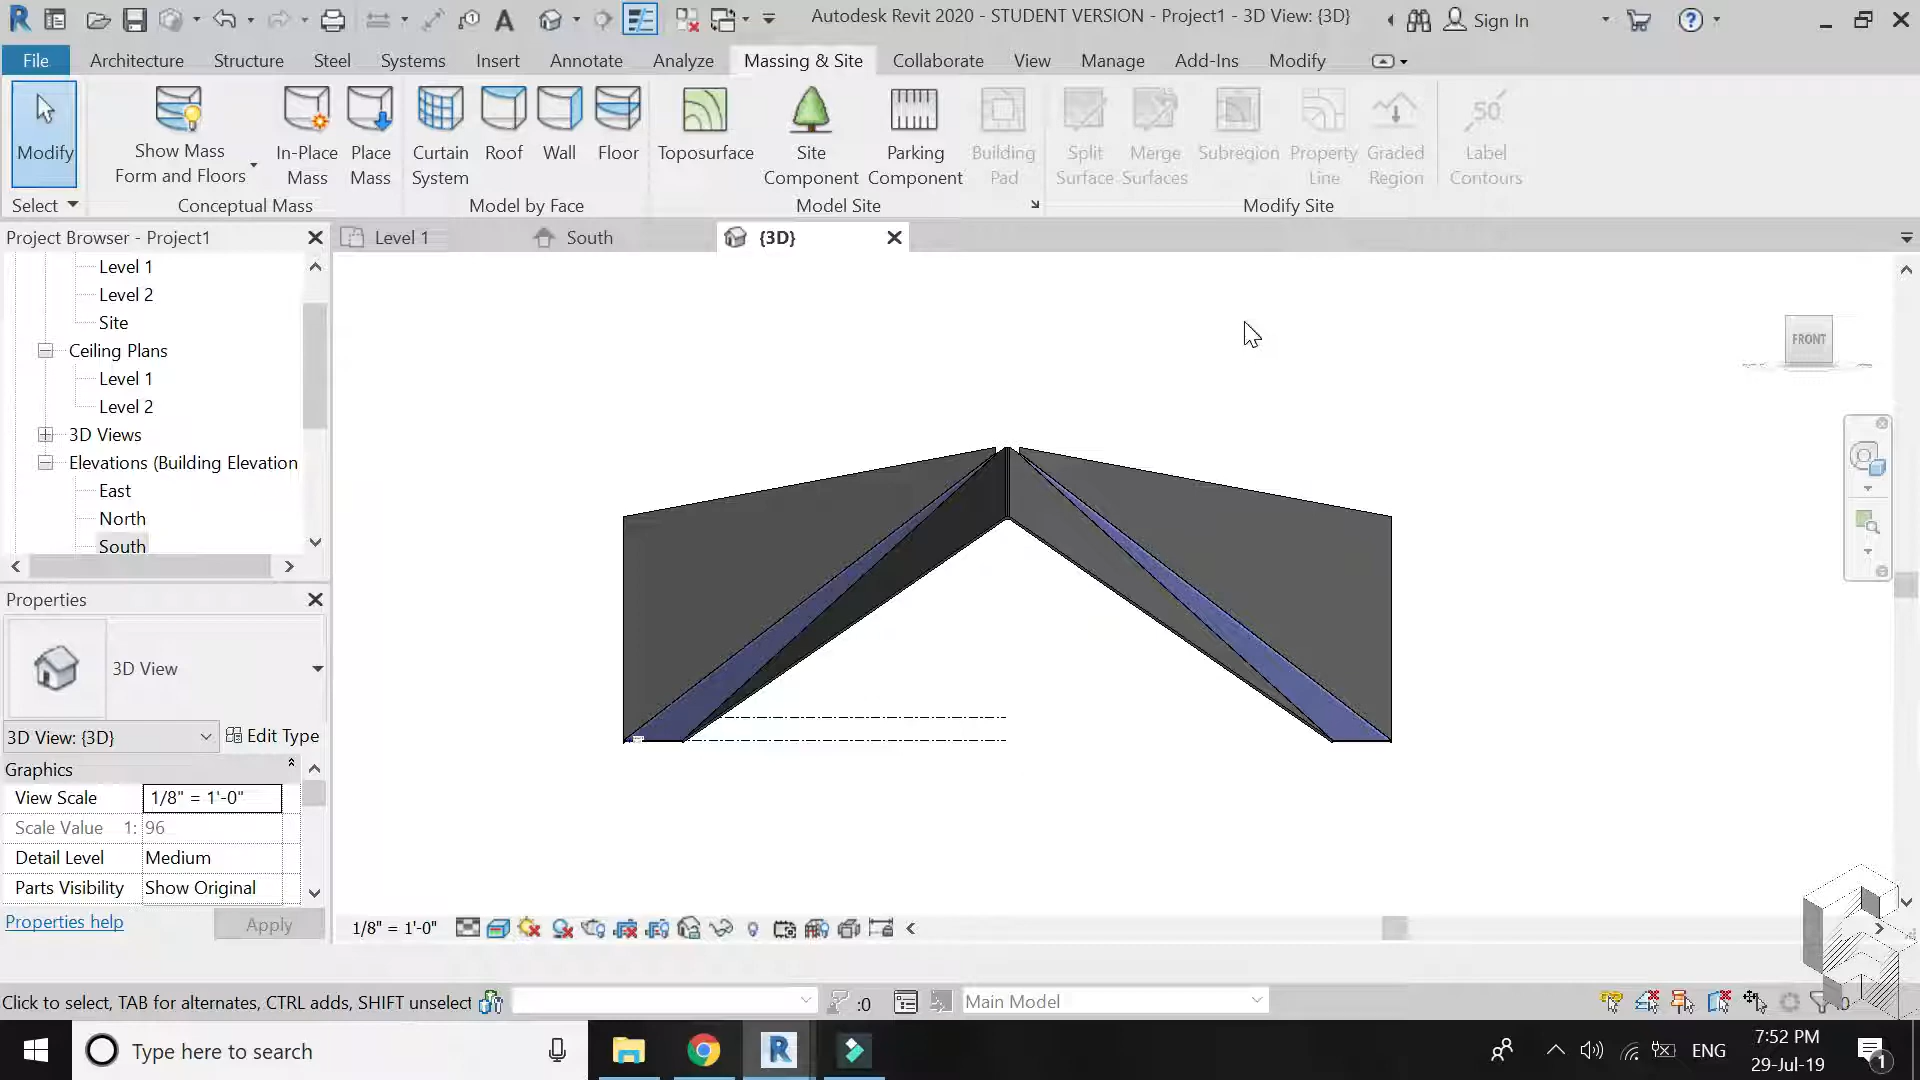 Autodesk Revit 2020 - STUDENT VERSION - Project1 - 3D View: {3D}
Sign In
File Architecture Structure Steel Systems Insert Annotate Analyze Massing & Site Collaborate View Manage Add-Ins Modify
Modify
Show Mass
Form and Floors
In-Place
Mass
Place
Mass
Curtain
System
Roof
Wall
Floor
Toposurface
Site
Component
Parking
Component
Building
Pad
Split
Surface
Merge
Surfaces
Subregion
Property
Line
Graded
Region
50
Label
Contours
Select Conceptual Mass Model by Face Model Site Modify Site
Project Browser - Project1
Level 1 South {3D}
Level 1
Level 2
Site
Ceiling Plans
Level 1
Level 2
3D Views
Elevations (Building Elevation
East
North
South
FRONT
Properties
3D View
3D View: {3D} Edit Type
Graphics
View Scale 1/8" = 1'-0"
Scale Value 1: 96
Detail Level Medium
Parts Visibility Show Original
Properties help Apply
1/8" = 1'-0"
Click to select, TAB for alternates, CTRL adds, SHIFT unselect
:0
Main Model
:0
Type here to search
ENG
7:52 PM
29-Jul-19
1